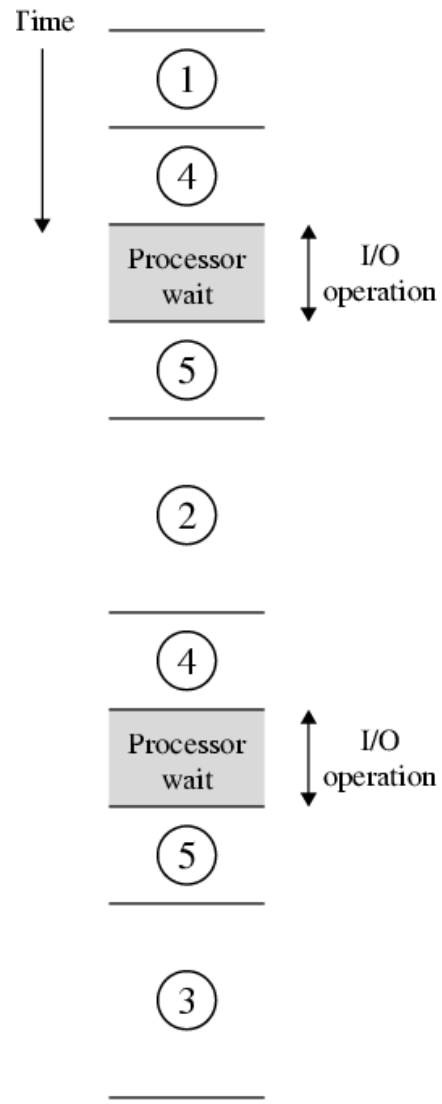 Time
1
4
Processor
wait
I/O
operation
5
2
4
Processor
wait
I/O
operation
5
3